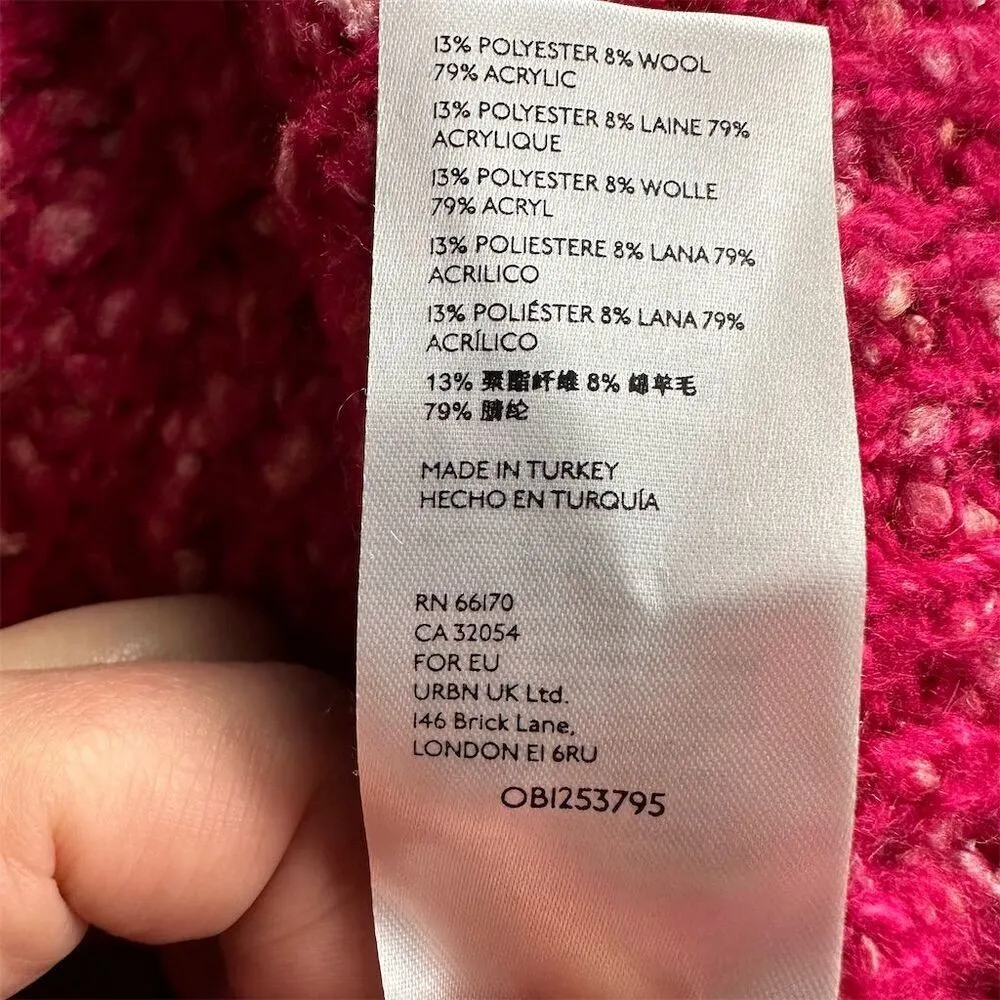 13% POLYESTER 8% WOOL
79% ACRYLIC
13% POLYESTER 8% LAINE 79%
ACRYLIQUE
13% POLYESTER 8% WOLLE
79% ACRYL
13% POLIESTERE 8% LANA 79%
ACRILICO
13% POLIÉSTER 8% LANA 79%
ACRÍLICO
13% 聚酯纤维 8% 绵羊毛
79% 腈纶
MADE IN TURKEY
HECHO EN TURQUÍA
RN 66170
CA 32054
FOR EU
URBN UK Ltd.
146 Brick Lane,
LONDON E1 6RU
OB1253795